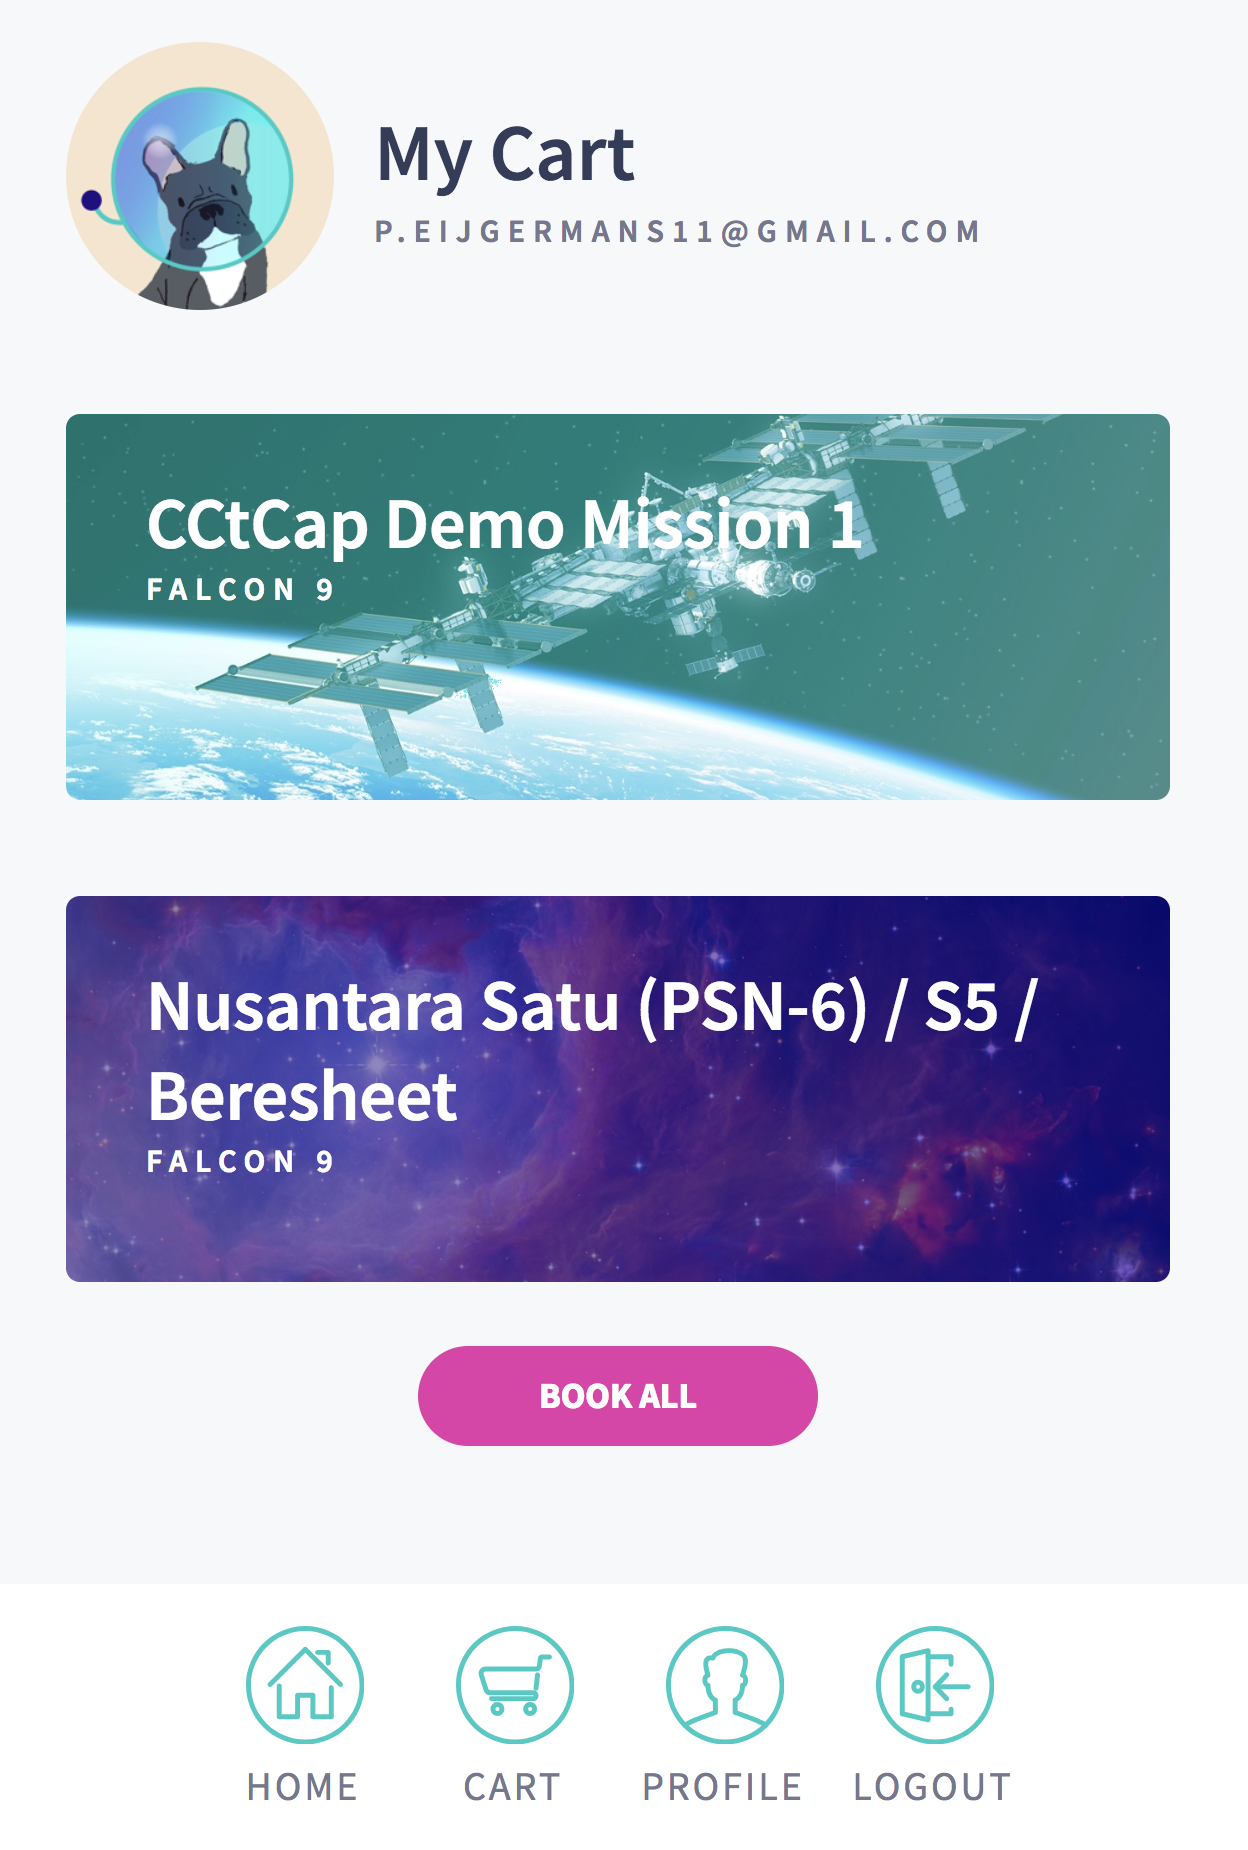 My Cart
P.EIJGERMANS11@GMAIL.COM
CCtCap Demo Mission 1
FALCON 9
Nusantara Satu (PSN-6) / S5 /
Beresheet
FALCON 9
BOOK ALL
HOME CART PROFILE LOGOUT